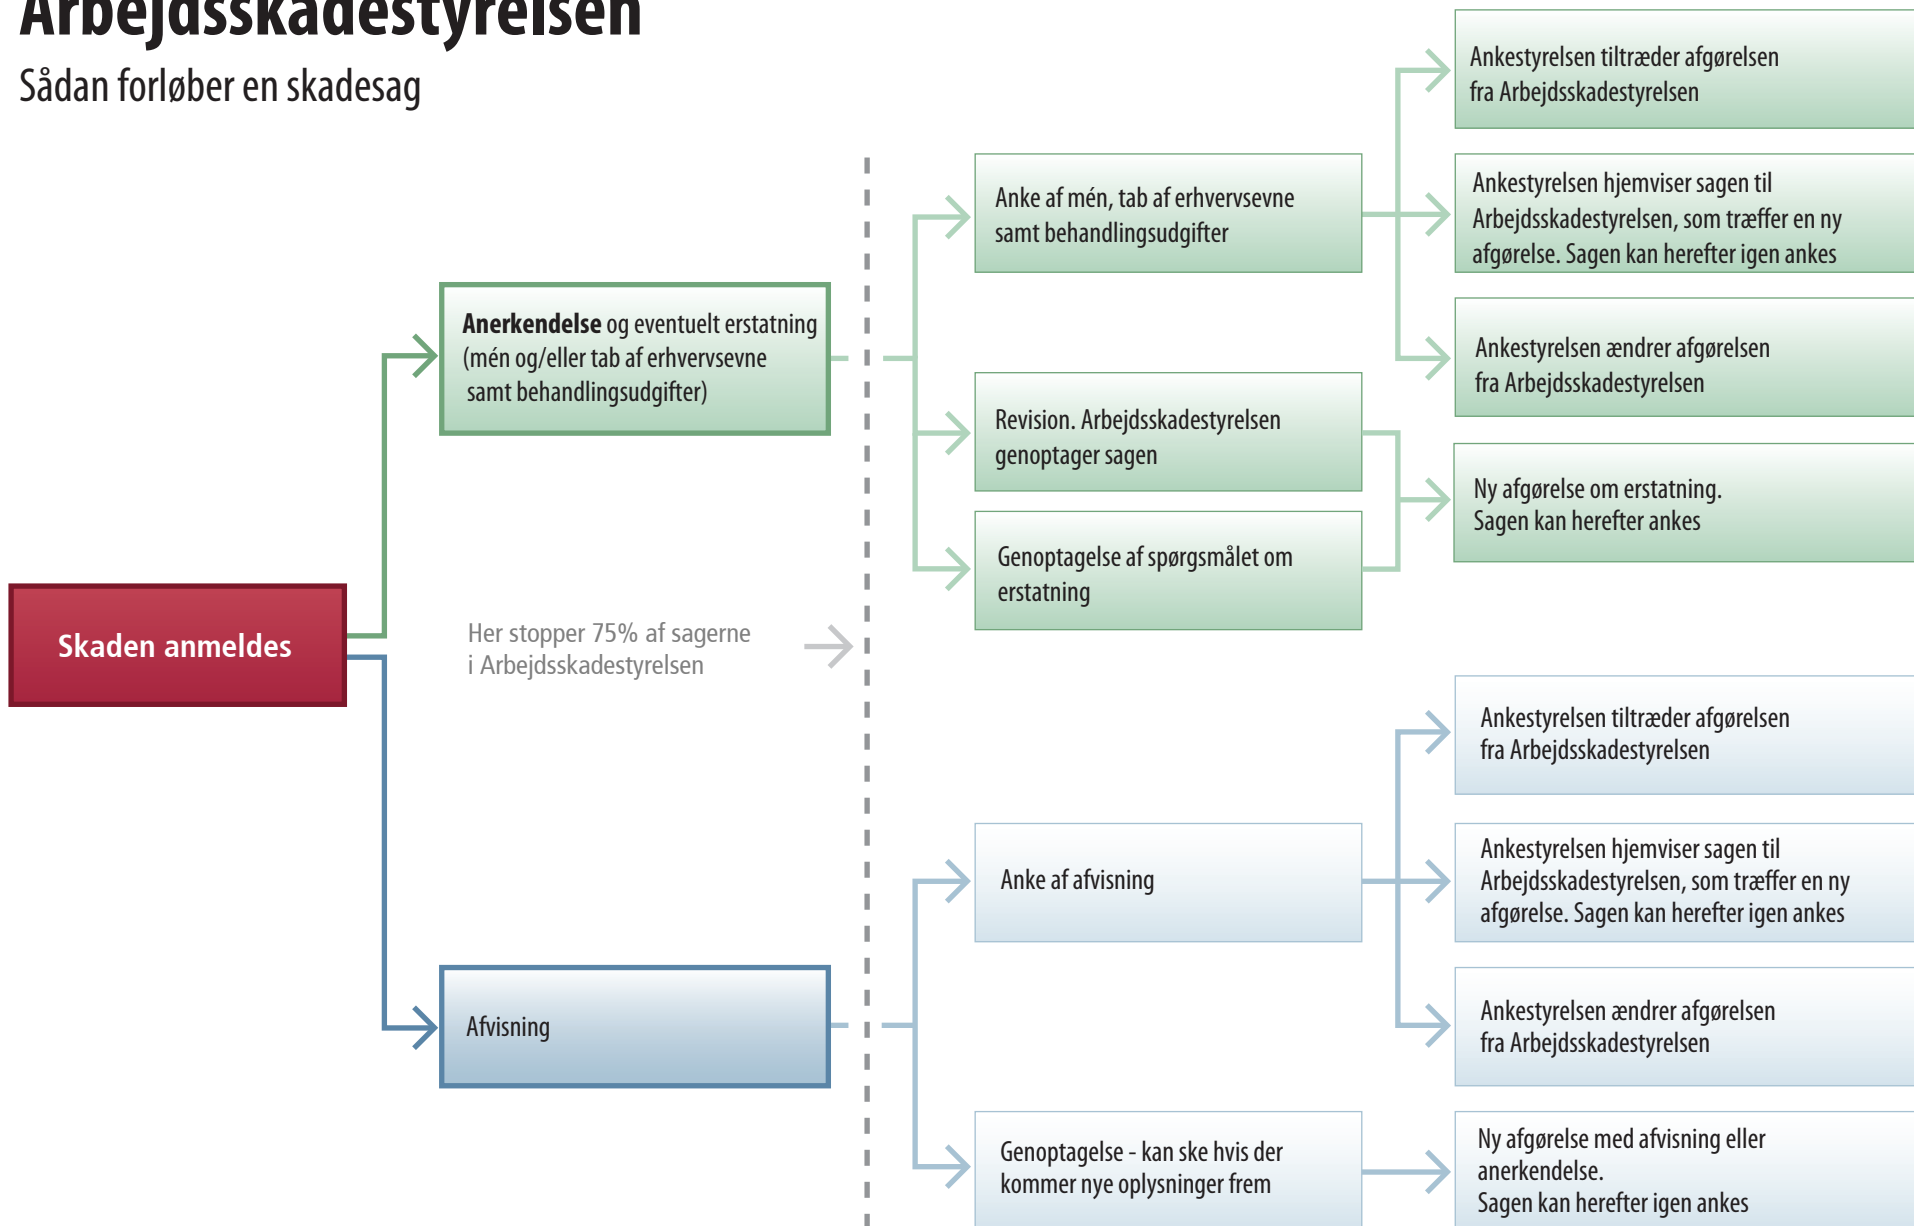 Arbejdsskadestyrelsen
Sådan forløber en skadesag
Skaden anmeldes
Anerkendelse og eventuelt erstatning
(mén og/eller tab af erhvervsevne
samt behandlingsudgifter)
Her stopper 75% af sagerne
i Arbejdsskadestyrelsen
Afvisning
Anke af mén, tab af erhvervsevne
samt behandlingsudgifter
Revision. Arbejdsskadestyrelsen
genoptager sagen
Genoptagelse af spørgsmålet om
erstatning
Ankestyrelsen tiltræder afgørelsen
fra Arbejdsskadestyrelsen
Ankestyrelsen hjemviser sagen til
Arbejdsskadestyrelsen, som træffer en ny
afgørelse. Sagen kan herefter igen ankes
Ankestyrelsen ændrer afgørelsen
fra Arbejdsskadestyrelsen
Ny afgørelse om erstatning.
Sagen kan herefter ankes
Anke af afvisning
Genoptagelse - kan ske hvis der
kommer nye oplysninger frem
Ankestyrelsen tiltræder afgørelsen
fra Arbejdsskadestyrelsen
Ankestyrelsen hjemviser sagen til
Arbejdsskadestyrelsen, som træffer en ny
afgørelse. Sagen kan herefter igen ankes
Ankestyrelsen ændrer afgørelsen
fra Arbejdsskadestyrelsen
Ny afgørelse med afvisning eller
anerkendelse.
Sagen kan herefter igen ankes